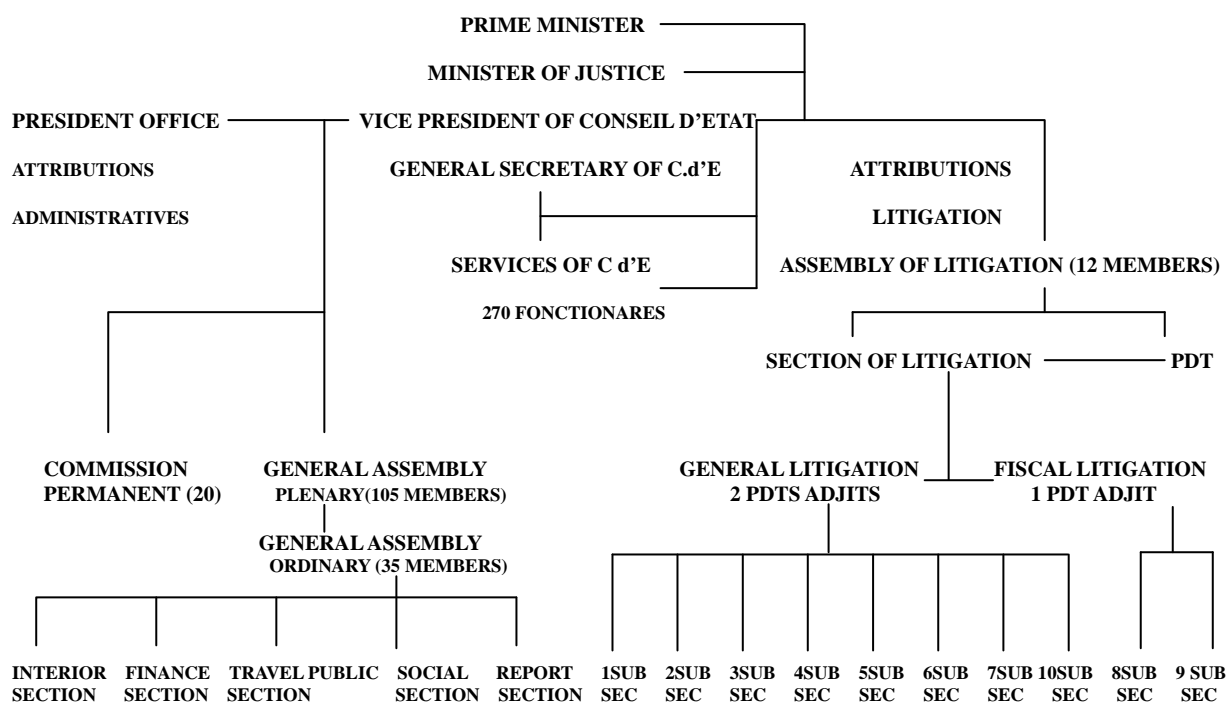 PRIME MINISTER
MINISTER OF JUSTICE
PRESIDENT OFFICE
VICE PRESIDENT OF CONSEIL D'ETAT
ATTRIBUTIONS
GENERAL SECRETARY OF C.d'E
ATTRIBUTIONS
ADMINISTRATIVES
LITIGATION
SERVICES OF C d'E
ASSEMBLY OF LITIGATION (12 MEMBERS)
270 FONCTIONARES
SECTION OF LITIGATION
PDT
COMMISSION
PERMANENT (20)
GENERAL ASSEMBLY
PLENARY(105 MEMBERS)
GENERAL LITIGATION
2 PDTS ADJITS
FISCAL LITIGATION
1 PDT ADJIT
GENERAL ASSEMBLY
ORDINARY (35 MEMBERS)
INTERIOR
SECTION
FINANCE
SECTION
TRAVEL PUBLIC
SECTION
SOCIAL
SECTION
REPORT
SECTION
1SUB
SEC
2SUB
SEC
3SUB
SEC
4SUB
SEC
5SUB
SEC
6SUB
SEC
7SUB
SEC
10SUB
SEC
8SUB
SEC
9 SUB
SEC